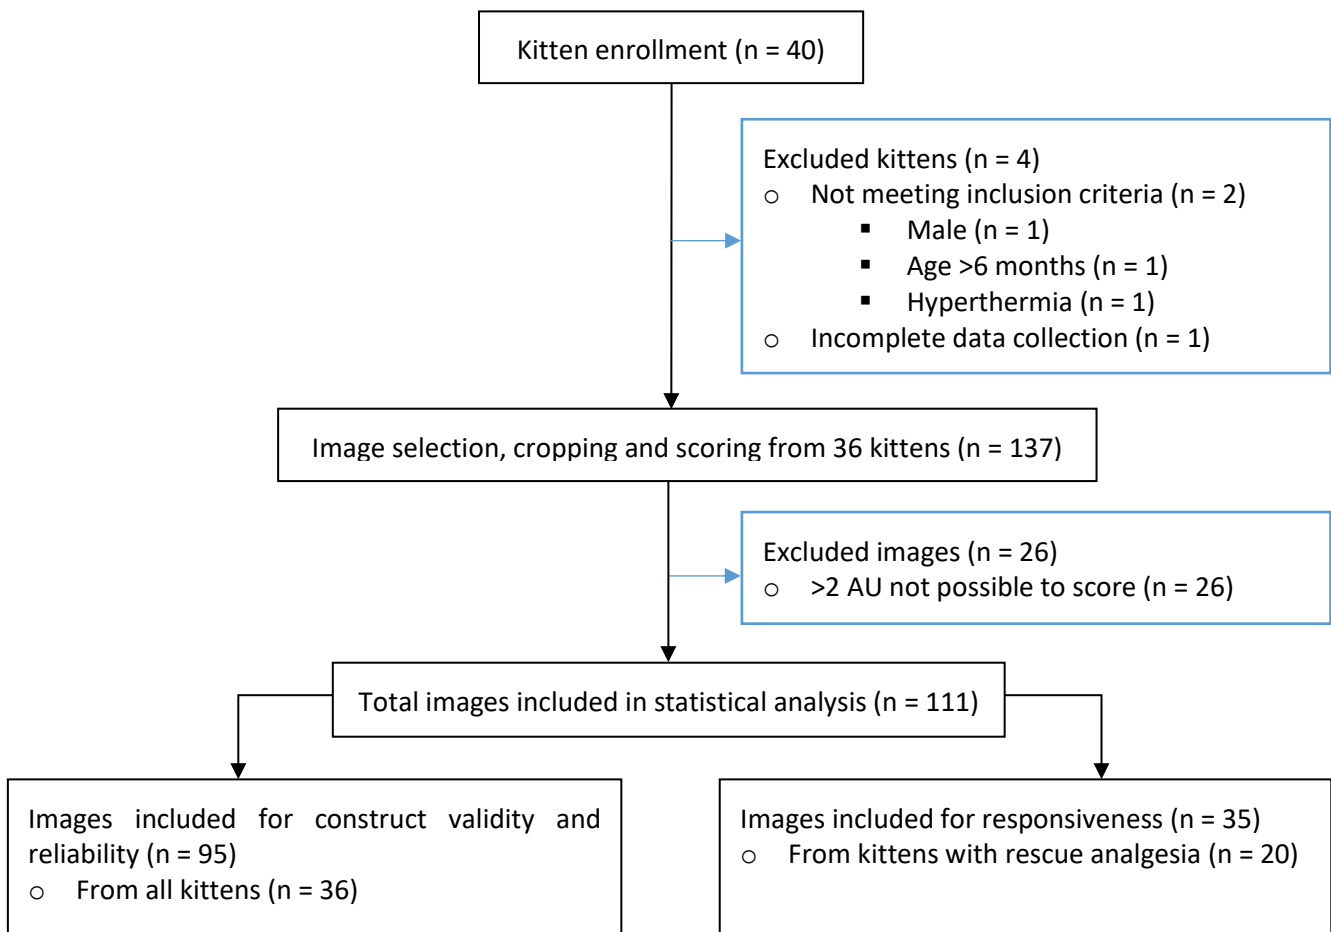 Kitten enrollment (n = 40)
Excluded kittens (n = 4)
o Not meeting inclusion criteria (n = 2)
▪ Male (n = 1)
▪ Age >6 months (n = 1)
▪ Hyperthermia (n = 1)
o Incomplete data collection (n = 1)
Image selection, cropping and scoring from 36 kittens (n = 137)
Excluded images (n = 26)
o >2 AU not possible to score (n = 26)
Total images included in statistical analysis (n = 111)
Images included for construct validity and
reliability (n = 95)
o From all kittens (n = 36)
Images included for responsiveness (n = 35)
o From kittens with rescue analgesia (n = 20)